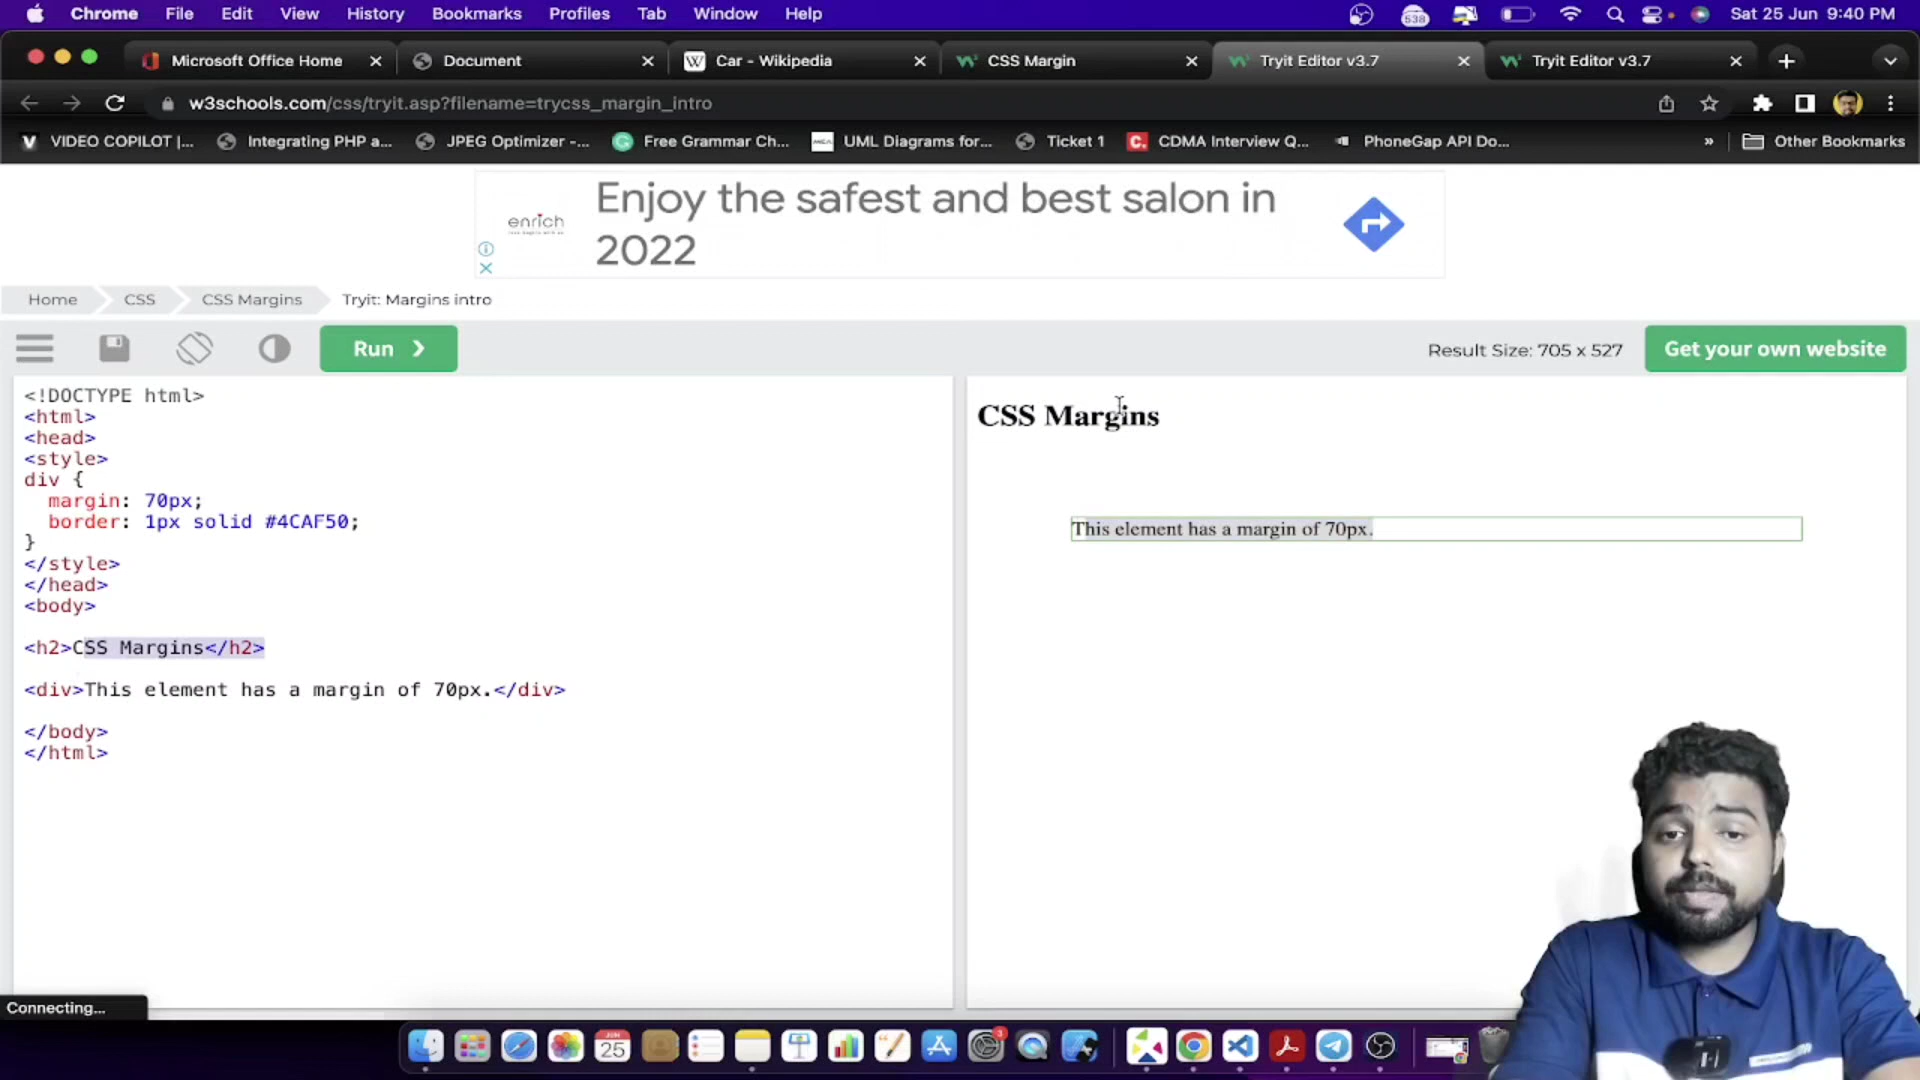 Chrome File Edit View History Bookmarks Profiles Tab Window Help 538 Sat 25 Jun 9:40 PM
Microsoft Office Home Document Car - Wikipedia CSS Margin Tryit Editor v3.7 Tryit Editor v3.7
w3schools.com/css/tryit.asp?filename=trycss_margin_intro
VIDEO COPILOT |... Integrating PHP a... JPEG Optimizer -... Free Grammar Ch... UML Diagrams for... Ticket 1 CDMA Interview Q... PhoneGap API Do... » Other Bookmarks
enrich
Enjoy the safest and best salon in
2022
Home CSS CSS Margins Tryit: Margins intro
Run ❯ Result Size: 705 x 527 Get your own website
<!DOCTYPE html>
<html>
<head>
<style>
div {
  margin: 70px;
  border: 1px solid #4CAF50;
}
</style>
</head>
<body>
<h2>CSS Margins</h2>
<div>This element has a margin of 70px.</div>
</body>
</html>
CSS Margins
This element has a margin of 70px.
Connecting...
JUN
25
3